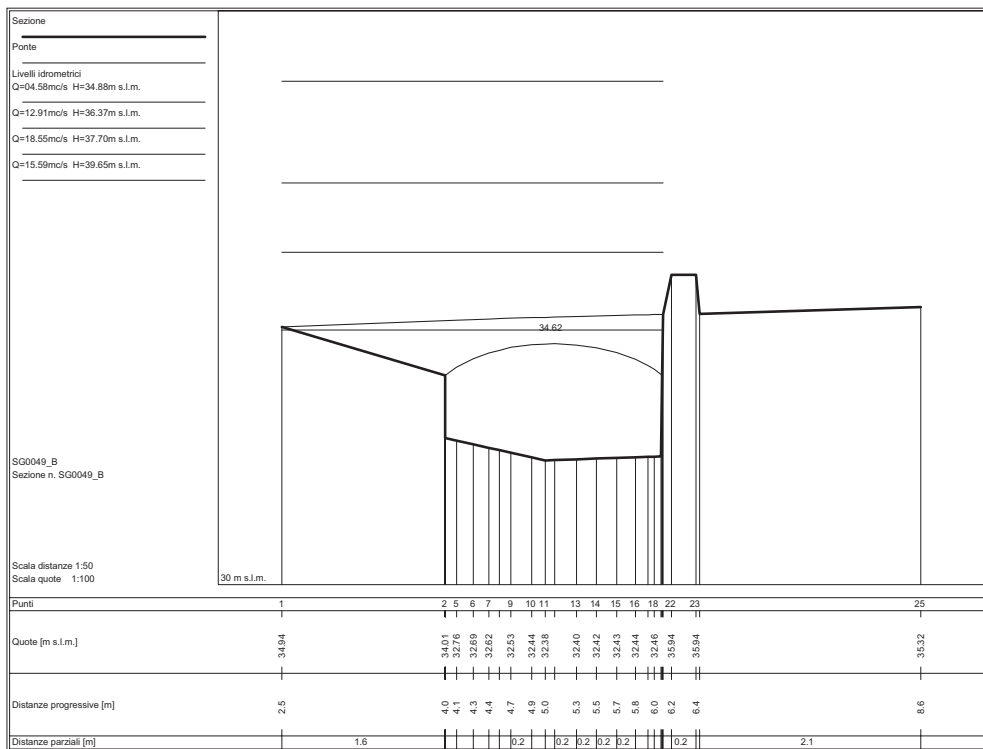 Sezione
Ponte
Livelli idrometrici
Q=04.58mc/s H=34.88m s.l.m.
Q=12.91mc/s H=36.37m s.l.m.
Q=18.55mc/s H=37.70m s.l.m.
Q=15.59mc/s H=39.65m s.l.m.
34.62
SG0049_B
Sezione n. SG0049_B
Scala distanze 1:50
Scala quote 1:100
30 m s.l.m.
Punti 1 2 5 6 7 9 10 11 13 14 15 16 18 22 23 25
Quote [m s.l.m.] 34.94 34.01 32.76 32.69 32.62 32.53 32.44 32.38 32.40 32.42 32.43 32.44 32.46 35.94 35.94 35.32
Distanze progressive [m] 2.5 4.0 4.1 4.3 4.4 4.7 4.9 5.0 5.3 5.5 5.7 5.8 6.0 6.2 6.4 8.6
Distanze parziali [m] 1.6 0.2 0.2 0.2 0.2 0.2 0.2 2.1